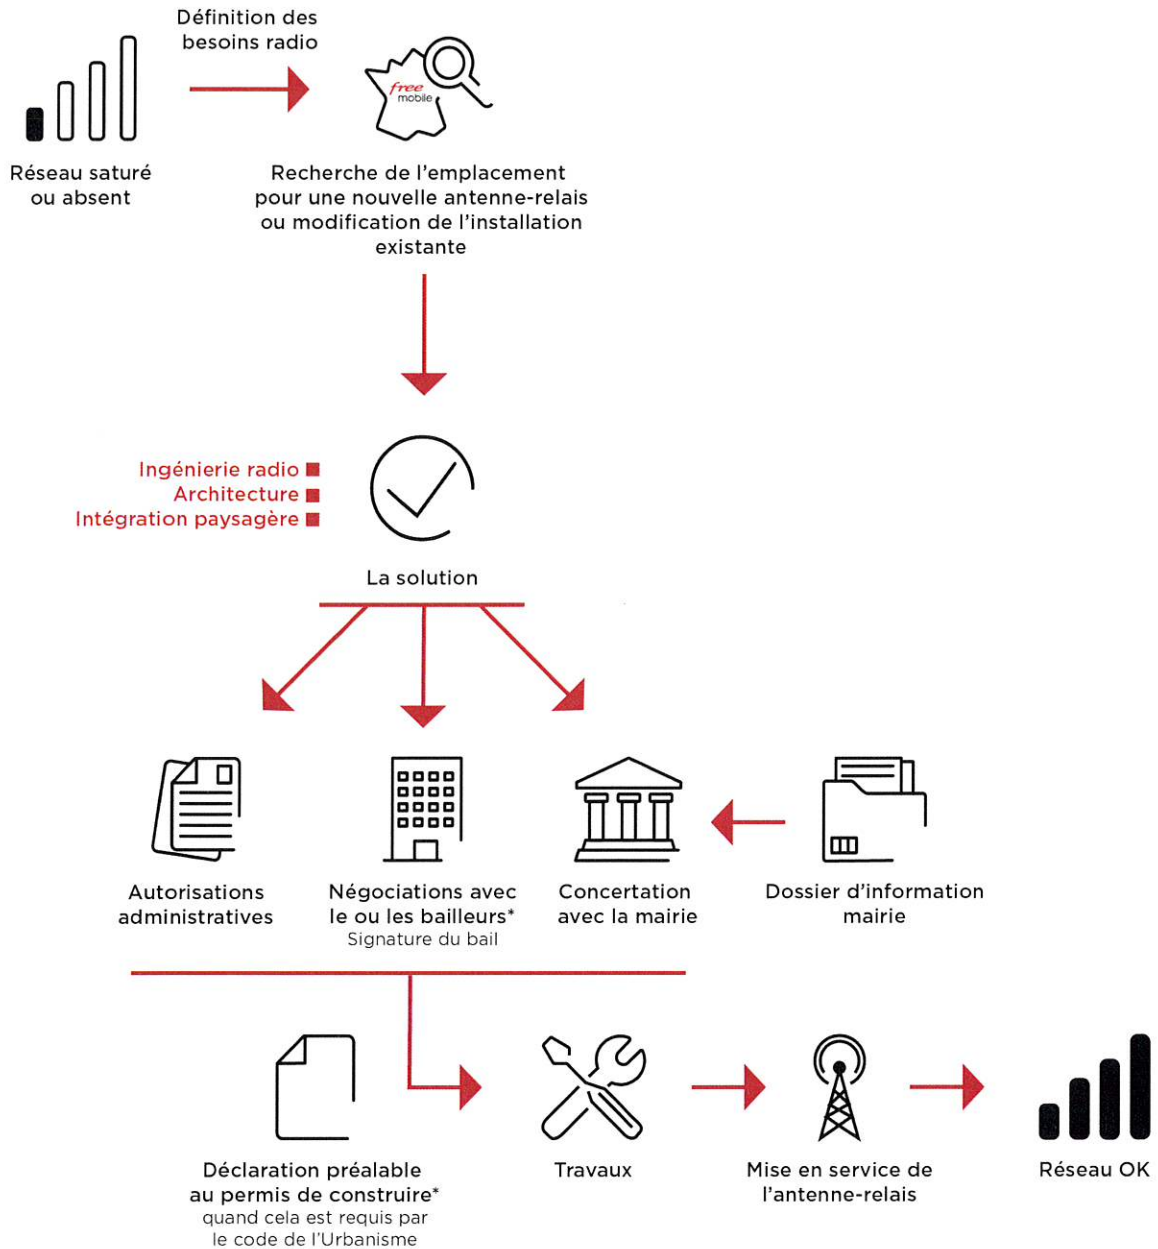 Définition des
besoins radio
free
mobile
Réseau saturé
ou absent
Recherche de l'emplacement
pour une nouvelle antenne-relais
ou modification de l'installation
existante
Ingénierie radio
Architecture
Intégration paysagère
La solution
Autorisations
administratives
Négociations avec
le ou les bailleurs*
Signature du bail
Concertation
avec la mairie
Dossier d'information
mairie
Déclaration préalable
au permis de construire*
quand cela est requis par
le code de l'Urbanisme
Travaux
Mise en service de
l'antenne-relais
Réseau OK